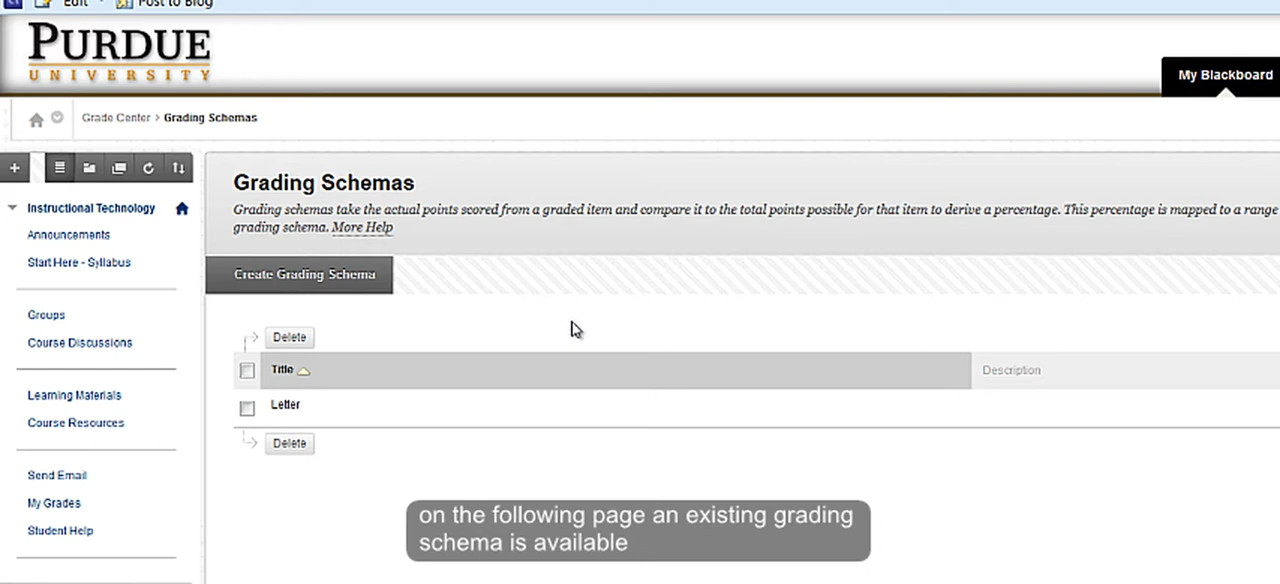 Edit
Post to Blog
PURDUE
UNIVERSITY
My Blackboard
Grade Center > Grading Schemas
Grading Schemas
Grading schemas take the actual points scored from a graded item and compare it to the total points possible for that item to derive a percentage. This percentage is mapped to a range
grading schema. More Help
Instructional Technology
Announcements
Start Here - Syllabus
Groups
Course Discussions
Learning Materials
Course Resources
Send Email
My Grades
Student Help
Create Grading Schema
Delete
Title
Description
Letter
Delete
on the following page an existing grading
schema is available